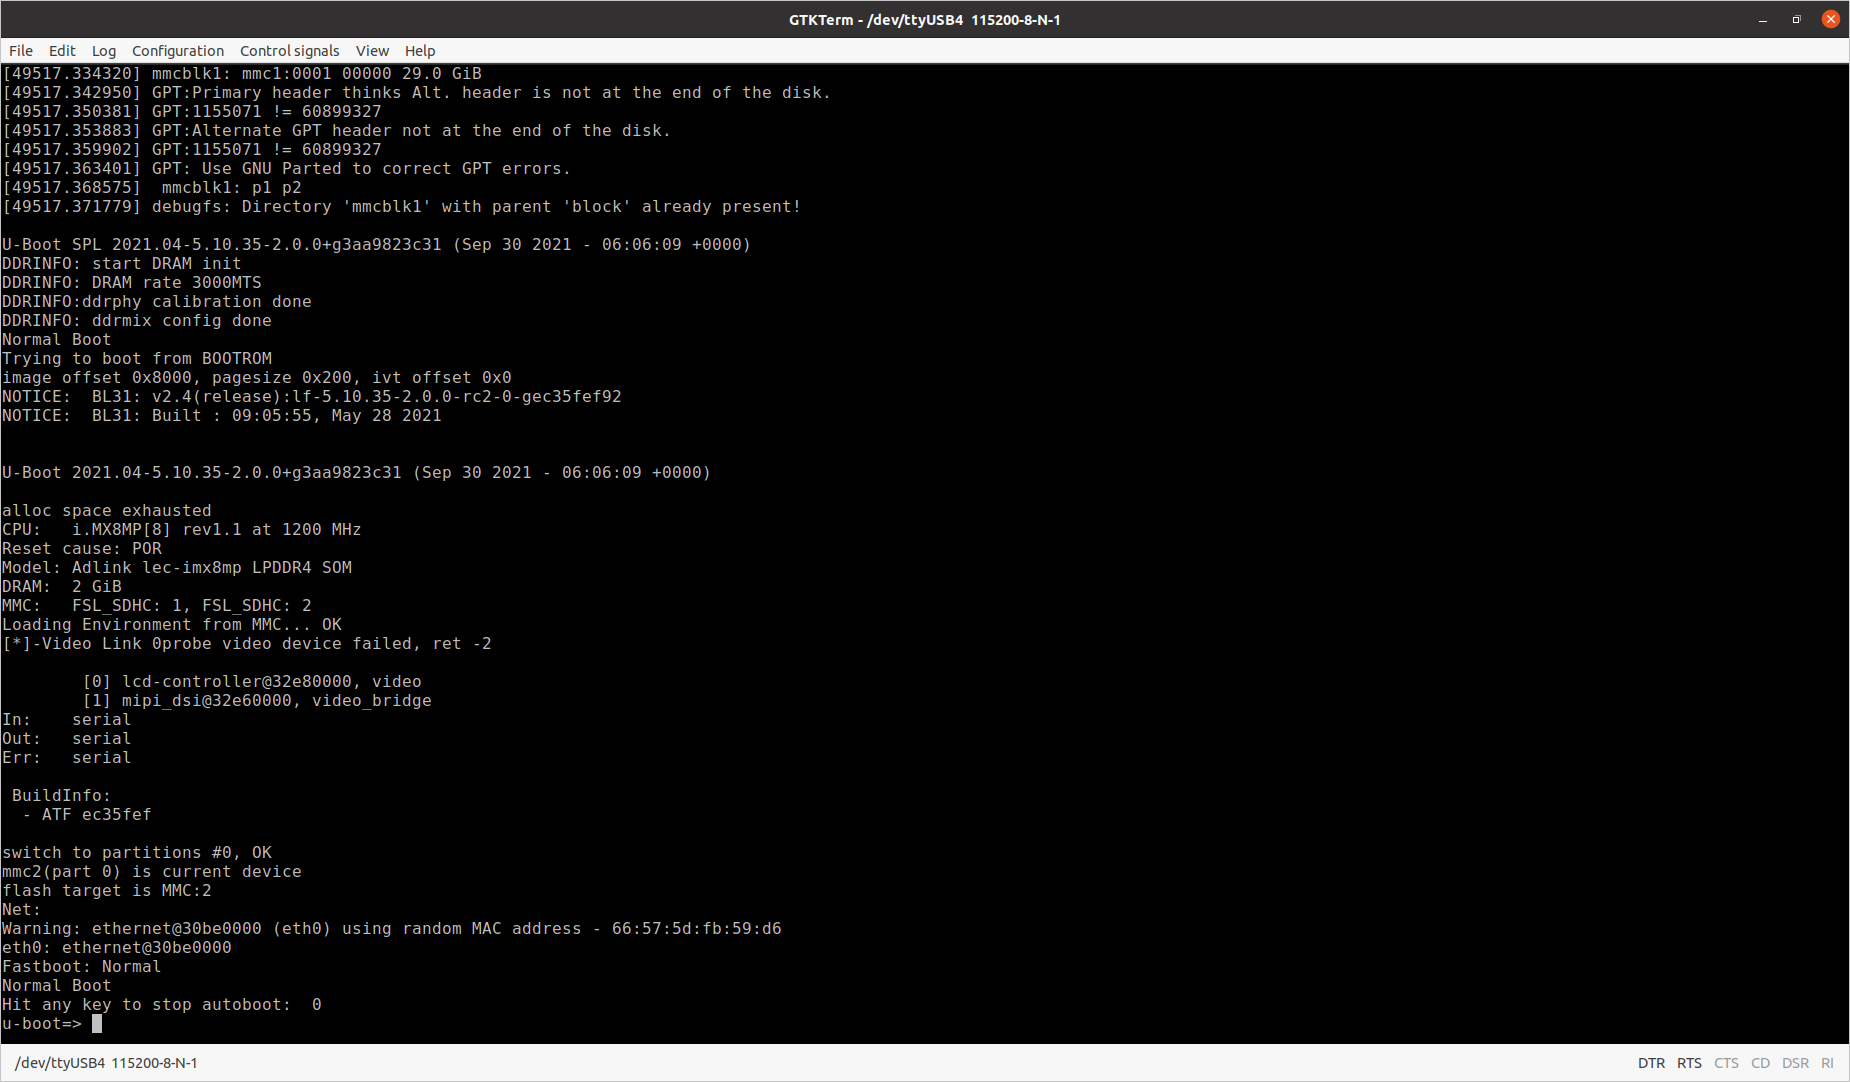 GTKTerm - /dev/ttyUSB4  115200-8-N-1
File Edit Log Configuration Control signals View Help
[49517.334320] mmcblk1: mmc1:0001 00000 29.0 GiB
[49517.342950] GPT:Primary header thinks Alt. header is not at the end of the disk.
[49517.350381] GPT:1155071 != 60899327
[49517.353883] GPT:Alternate GPT header not at the end of the disk.
[49517.359902] GPT:1155071 != 60899327
[49517.363401] GPT: Use GNU Parted to correct GPT errors.
[49517.368575]  mmcblk1: p1 p2
[49517.371779] debugfs: Directory 'mmcblk1' with parent 'block' already present!
U-Boot SPL 2021.04-5.10.35-2.0.0+g3aa9823c31 (Sep 30 2021 - 06:06:09 +0000)
DDRINFO: start DRAM init
DDRINFO: DRAM rate 3000MTS
DDRINFO:ddrphy calibration done
DDRINFO: ddrmix config done
Normal Boot
Trying to boot from BOOTROM
image offset 0x8000, pagesize 0x200, ivt offset 0x0
NOTICE:  BL31: v2.4(release):lf-5.10.35-2.0.0-rc2-0-gec35fef92
NOTICE:  BL31: Built : 09:05:55, May 28 2021
U-Boot 2021.04-5.10.35-2.0.0+g3aa9823c31 (Sep 30 2021 - 06:06:09 +0000)
alloc space exhausted
CPU:   i.MX8MP[8] rev1.1 at 1200 MHz
Reset cause: POR
Model: Adlink lec-imx8mp LPDDR4 SOM
DRAM:  2 GiB
MMC:   FSL_SDHC: 1, FSL_SDHC: 2
Loading Environment from MMC... OK
[*]-Video Link 0probe video device failed, ret -2
[0] lcd-controller@32e80000, video
[1] mipi_dsi@32e60000, video_bridge
In:    serial
Out:   serial
Err:   serial
BuildInfo:
- ATF ec35fef
switch to partitions #0, OK
mmc2(part 0) is current device
flash target is MMC:2
Net:
Warning: ethernet@30be0000 (eth0) using random MAC address - 66:57:5d:fb:59:d6
eth0: ethernet@30be0000
Fastboot: Normal
Normal Boot
Hit any key to stop autoboot:  0
u-boot=>
/dev/ttyUSB4  115200-8-N-1 DTR RTS CTS CD DSR RI